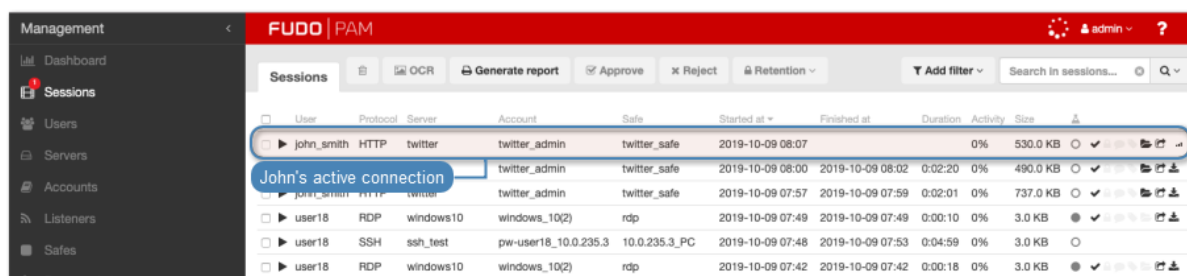 Management <
FUDO PAM
admin
?
Dashboard
1
Sessions
Users
Servers
Accounts
Listeners
Safes
Sessions OCR Generate report Approve Reject Retention Add filter Search in sessions...
User Protocol Server Account Safe Started at Finished at Duration Activity Size
john_smith HTTP twitter twitter_admin twitter_safe 2019-10-09 08:07 0% 530.0 KB
John's active connection
twitter_admin twitter_safe 2019-10-09 08:00 2019-10-09 08:02 0:02:20 0% 490.0 KB
john_smith HTTP twitter twitter_admin twitter_safe 2019-10-09 07:57 2019-10-09 07:59 0:02:01 0% 737.0 KB
user18 RDP windows10 windows_10(2) rdp 2019-10-09 07:49 2019-10-09 07:49 0:00:10 0% 3.0 KB
user18 SSH ssh_test pw-user18_10.0.235.3 10.0.235.3_PC 2019-10-09 07:48 2019-10-09 07:53 0:04:59 0% 3.0 KB
user18 RDP windows10 windows_10(2) rdp 2019-10-09 07:42 2019-10-09 07:42 0:00:18 0% 3.0 KB